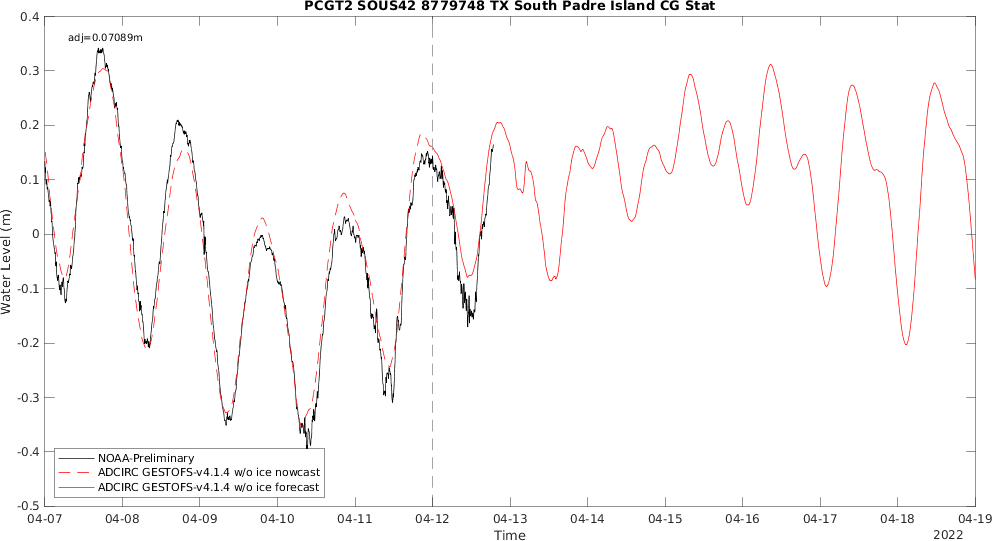 PCGT2 SOUS42 8779748 TX South Padre Island CG Stat
adj=0.07089m
0.4
0.3
0.2
0.1
0
-0.1
-0.2
-0.3
-0.4
-0.5
Water Level (m)
NOAA-Preliminary
ADCIRC GESTOFS-v4.1.4 w/o ice nowcast
ADCIRC GESTOFS-v4.1.4 w/o ice forecast
04-07 04-08 04-09 04-10 04-11 04-12 04-13 04-14 04-15 04-16 04-17 04-18 04-19
Time
2022